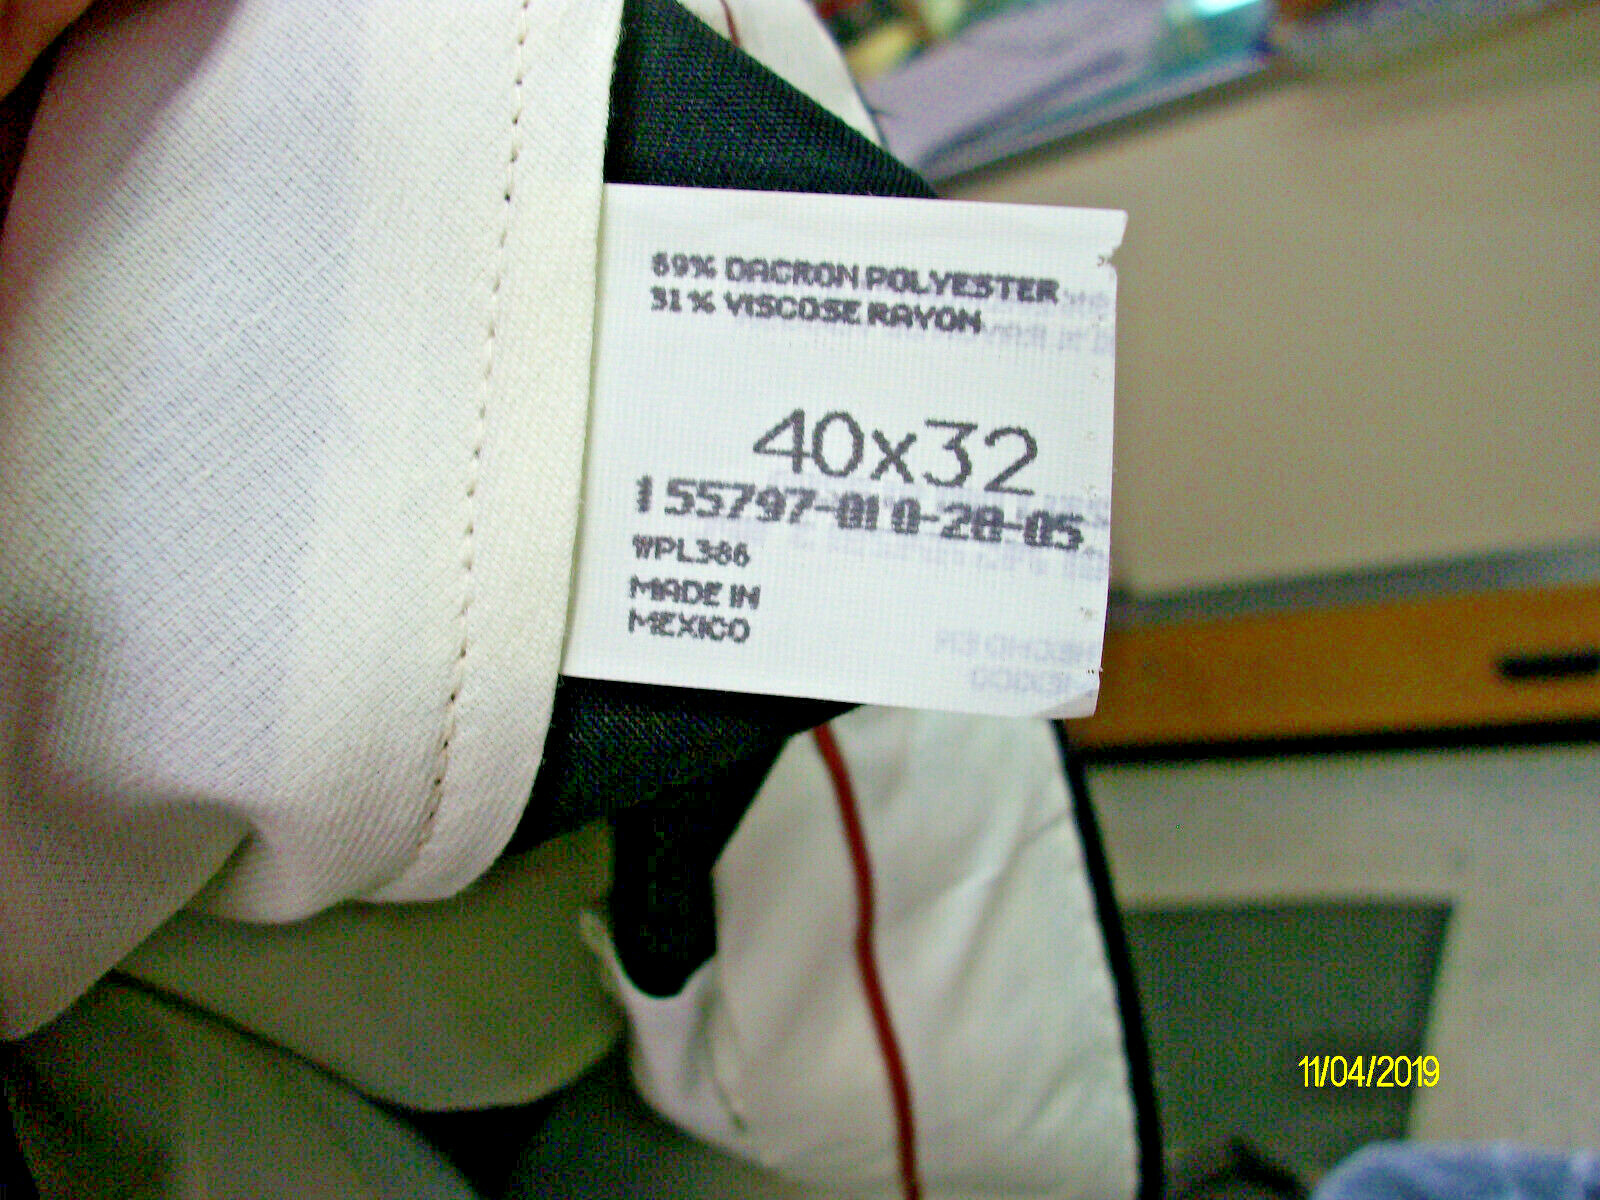 69% DACRON POLYESTER
31% VISCOSE RAYON
40x32
155797-010-28-05
WPL386
MADE IN
MEXICO
11/04/2019